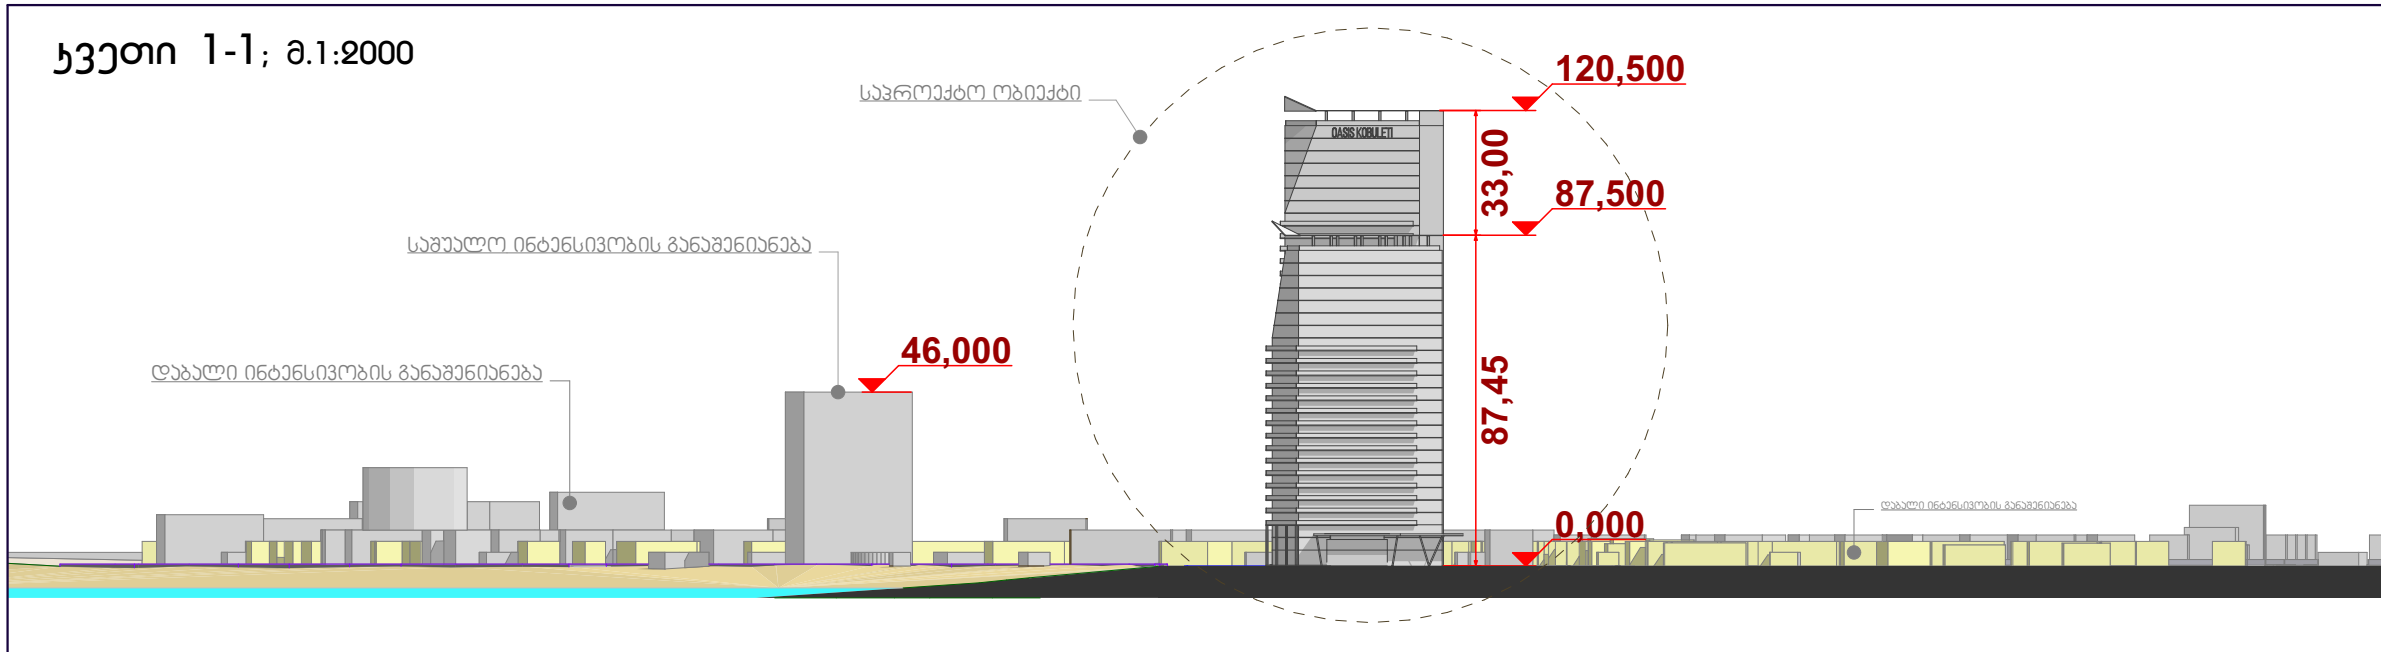 ჭვეთი 1-1; მ.1:2000
საპროექტო ობიექტი
120,500
OASIS KOBULETI
33,00
87,500
საშუალო ინტენსივობის განაშენიანება
46,000
დაბალი ინტენსივობის განაშენიანება
87,45
დაბალი ინტენსივობის განაშენიანება
0,000